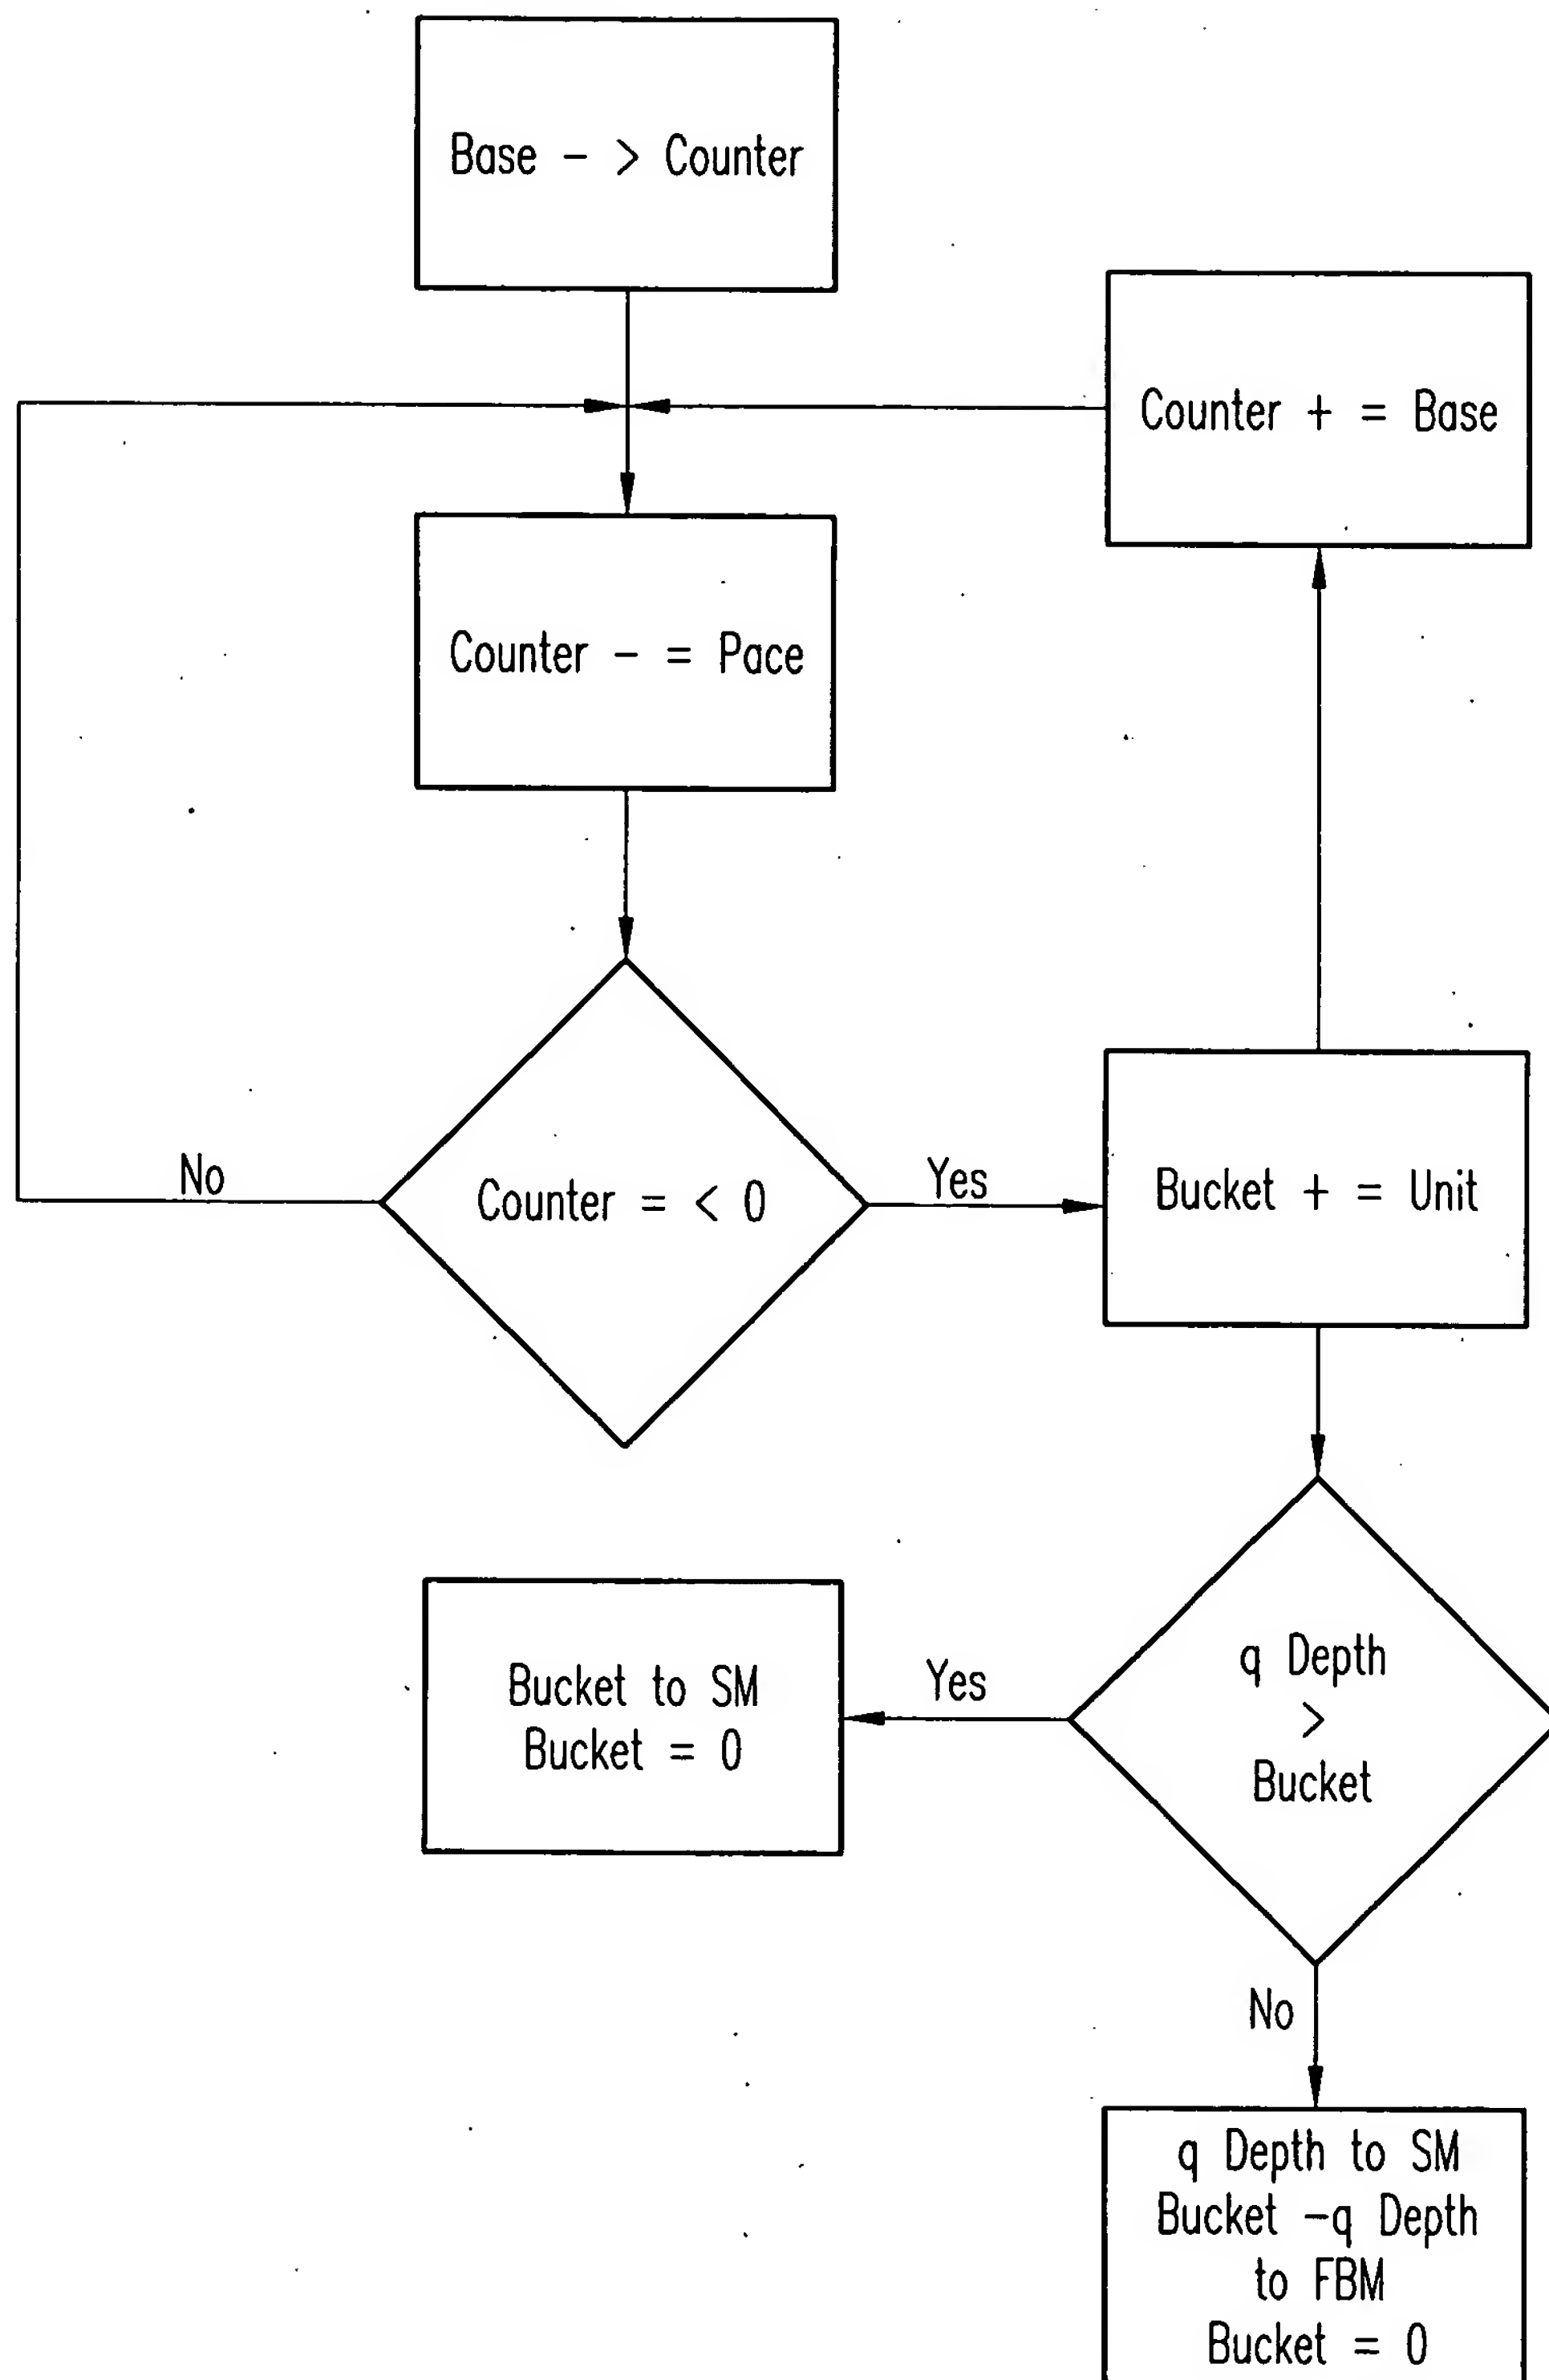 Base - > Counter
Counter + = Base
Counter - = Pace
No
Counter = < 0
Yes
Bucket + = Unit
Bucket to SM
Bucket = 0
Yes
q Depth
>
Bucket
No
q Depth to SM
Bucket -q Depth
to FBM
Bucket = 0